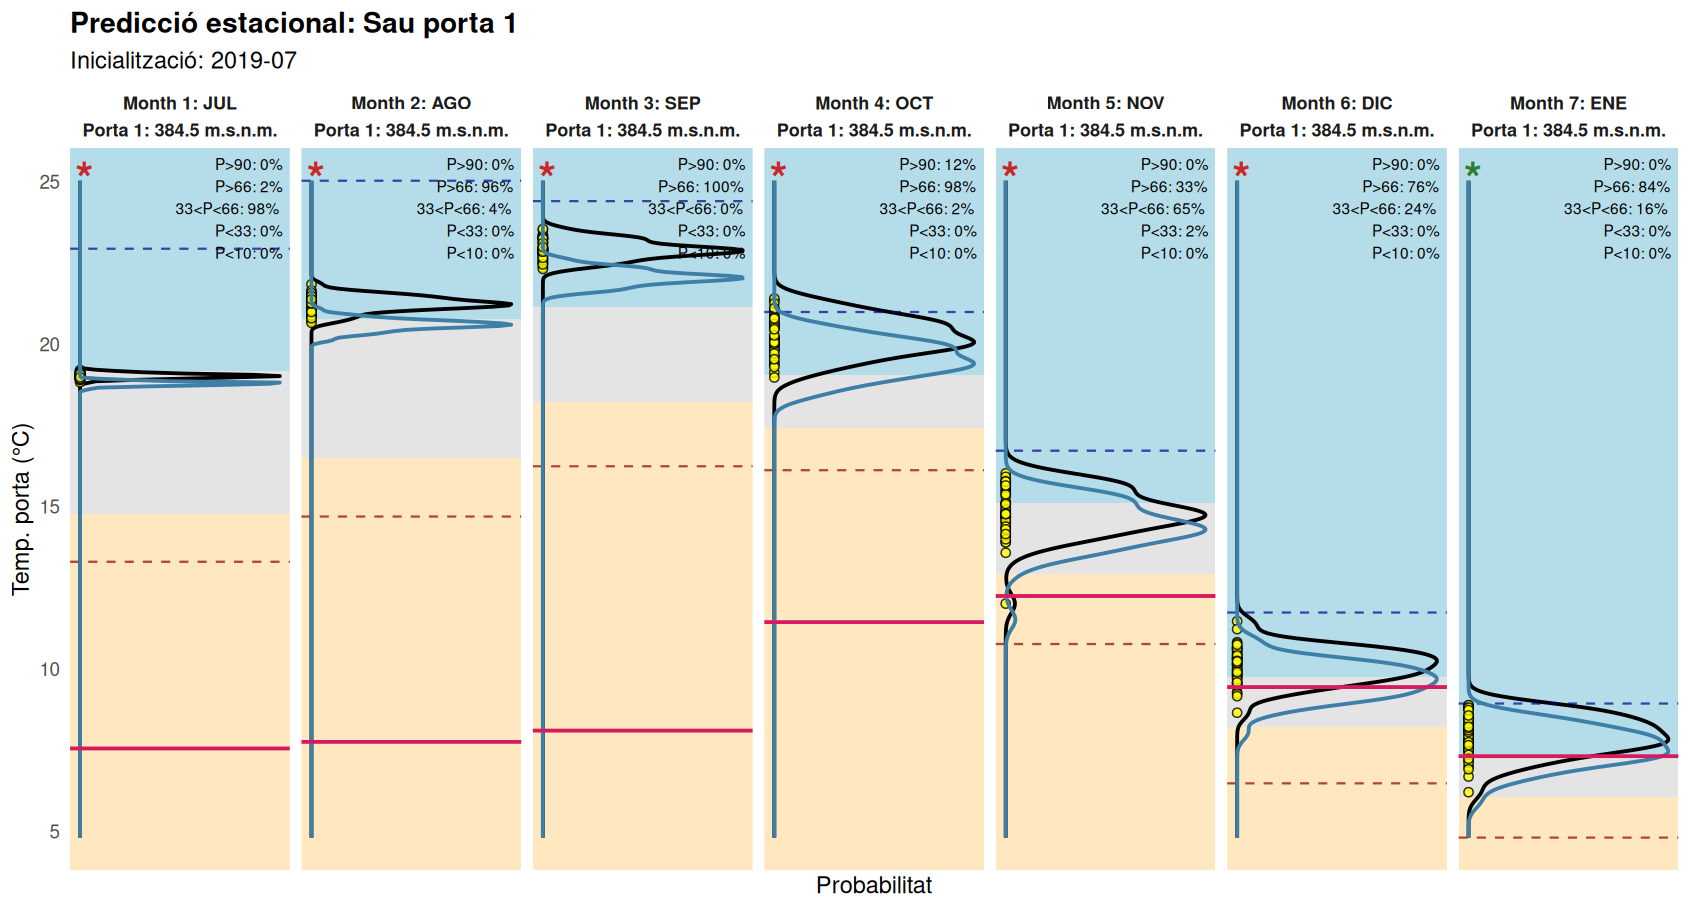 Predicció estacional: Sau porta 1
Inicialització: 2019-07
Month 1: JUL
Porta 1: 384.5 m.s.n.m.
Month 2: AGO
Porta 1: 384.5 m.s.n.m.
Month 3: SEP
Porta 1: 384.5 m.s.n.m.
Month 4: OCT
Porta 1: 384.5 m.s.n.m.
Month 5: NOV
Porta 1: 384.5 m.s.n.m.
Month 6: DIC
Porta 1: 384.5 m.s.n.m.
Month 7: ENE
Porta 1: 384.5 m.s.n.m.
*
P>90: 0%
P>66: 2%
33<P<66: 98%
P<33: 0%
P<10: 0%
*
P>90: 0%
P>66: 96%
33<P<66: 4%
P<33: 0%
P<10: 0%
*
P>90: 0%
P>66: 100%
33<P<66: 0%
P<33: 0%
P<10: 0%
*
P>90: 12%
P>66: 98%
33<P<66: 2%
P<33: 0%
P<10: 0%
*
P>90: 0%
P>66: 33%
33<P<66: 65%
P<33: 2%
P<10: 0%
*
P>90: 0%
P>66: 76%
33<P<66: 24%
P<33: 0%
P<10: 0%
*
P>90: 0%
P>66: 84%
33<P<66: 16%
P<33: 0%
P<10: 0%
25
20
15
10
5
Temp. porta (°C)
Probabilitat